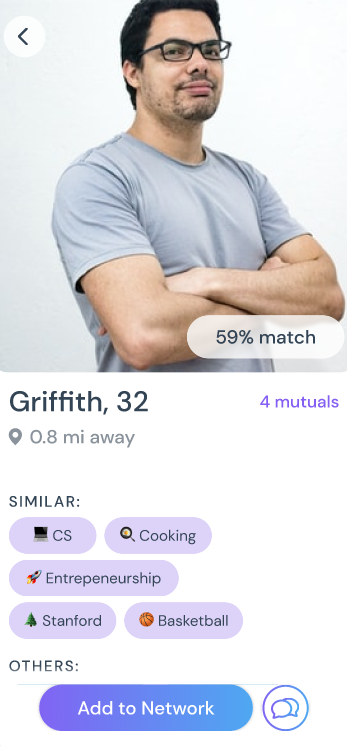 59% match
Griffith, 32
4 mutuals
0.8 mi away
SIMILAR:
CS
Cooking
Entrepeneurship
Stanford
Basketball
OTHERS:
Add to Network